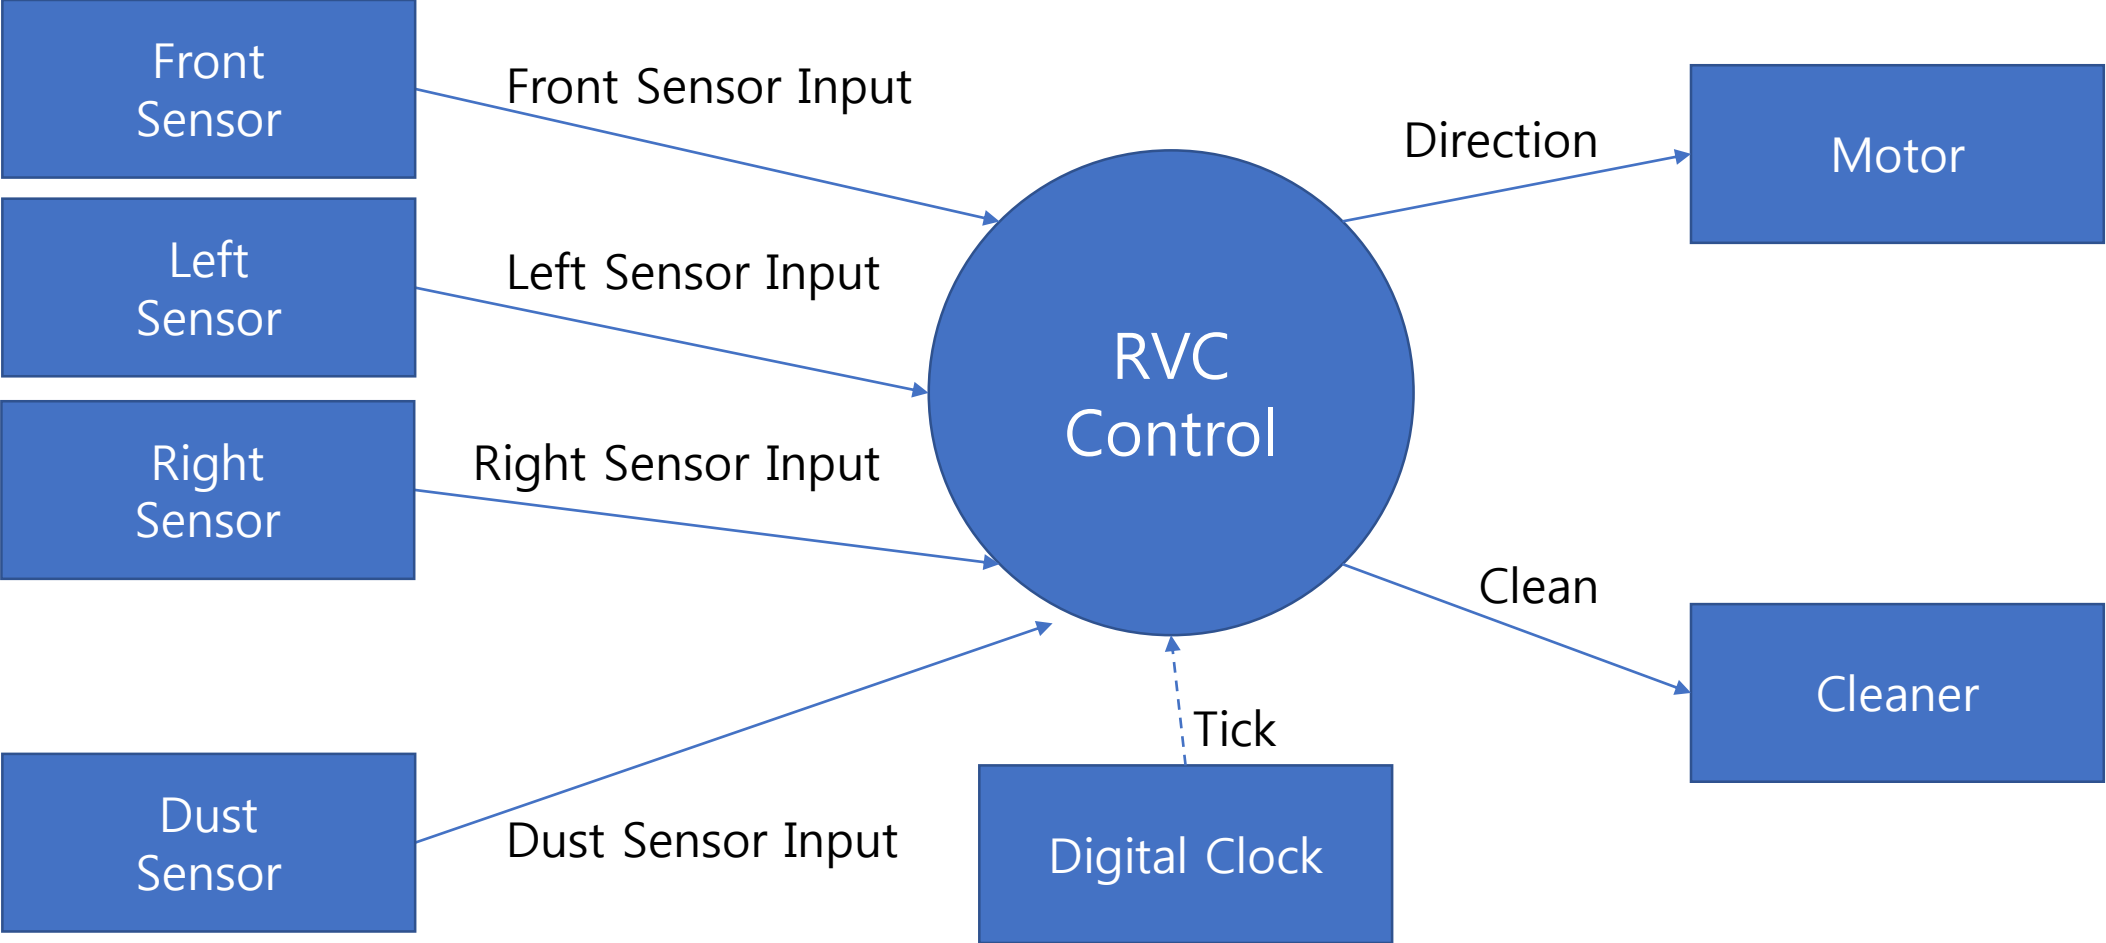 Front
Sensor
Front Sensor Input
Left
Sensor
Left Sensor Input
Right
Sensor
Right Sensor Input
Dust
Sensor
Dust Sensor Input
RVC
Control
Tick
Digital Clock
Direction
Motor
Clean
Cleaner